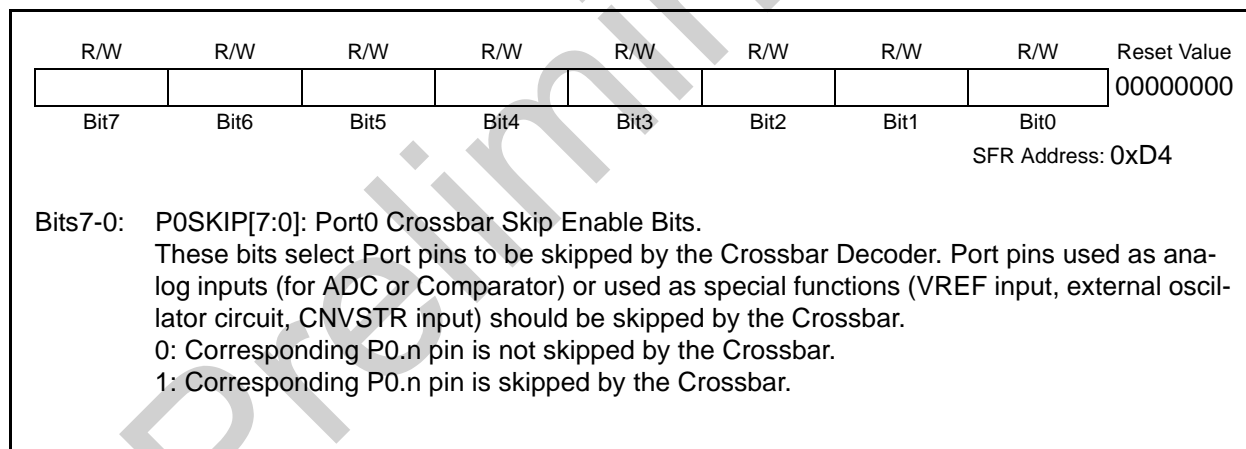 R/W R/W R/W R/W R/W R/W R/W R/W Reset Value
00000000
Bit7 Bit6 Bit5 Bit4 Bit3 Bit2 Bit1 Bit0
SFR Address: 0xD4
Bits7-0: P0SKIP[7:0]: Port0 Crossbar Skip Enable Bits.
These bits select Port pins to be skipped by the Crossbar Decoder. Port pins used as ana-
log inputs (for ADC or Comparator) or used as special functions (VREF input, external oscil-
lator circuit, CNVSTR input) should be skipped by the Crossbar.
0: Corresponding P0.n pin is not skipped by the Crossbar.
1: Corresponding P0.n pin is skipped by the Crossbar.
Prelimin